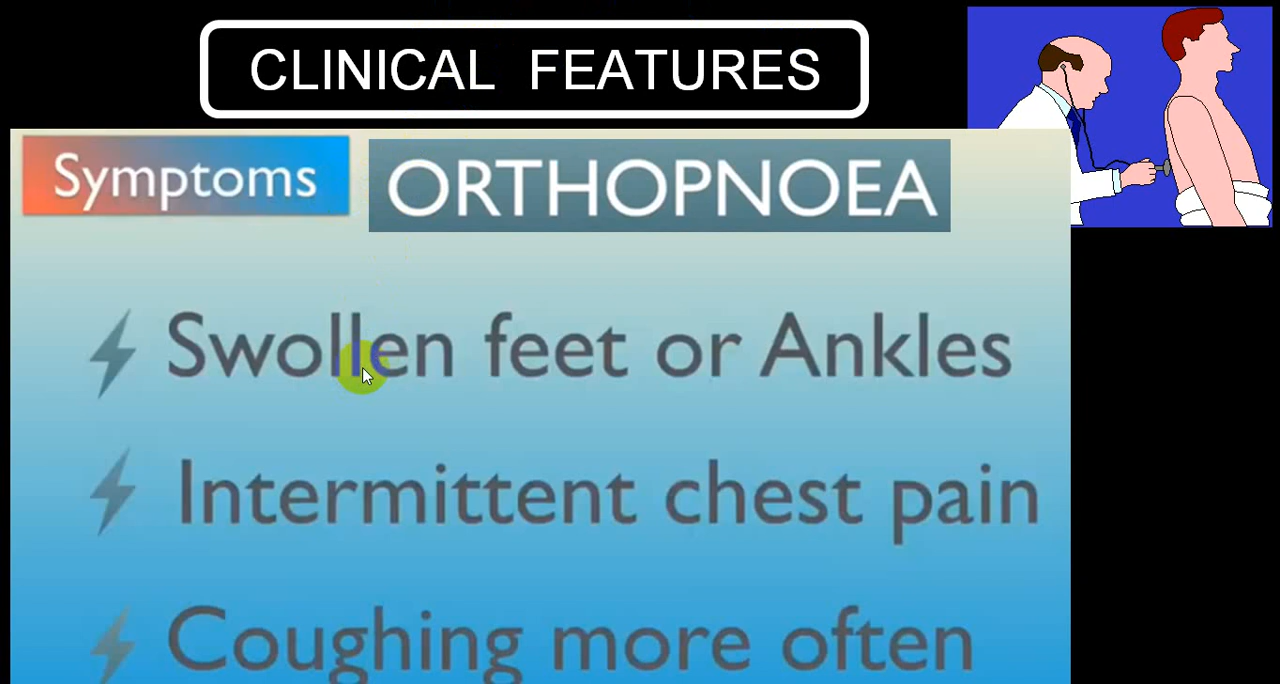 CLINICAL FEATURES
Symptoms
ORTHOPNOEA
Swollen feet or Ankles
Intermittent chest pain
Coughing more often